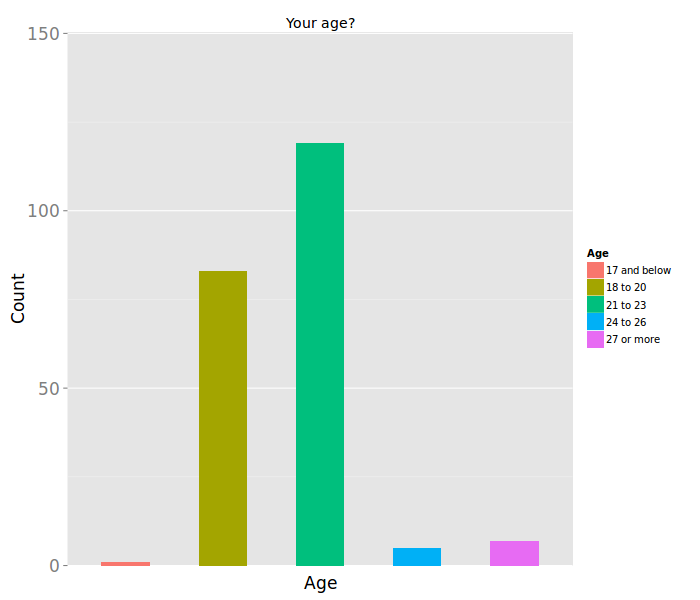 Your age?
150
100
50
0
Count
Age
Age
17 and below
18 to 20
21 to 23
24 to 26
27 or more